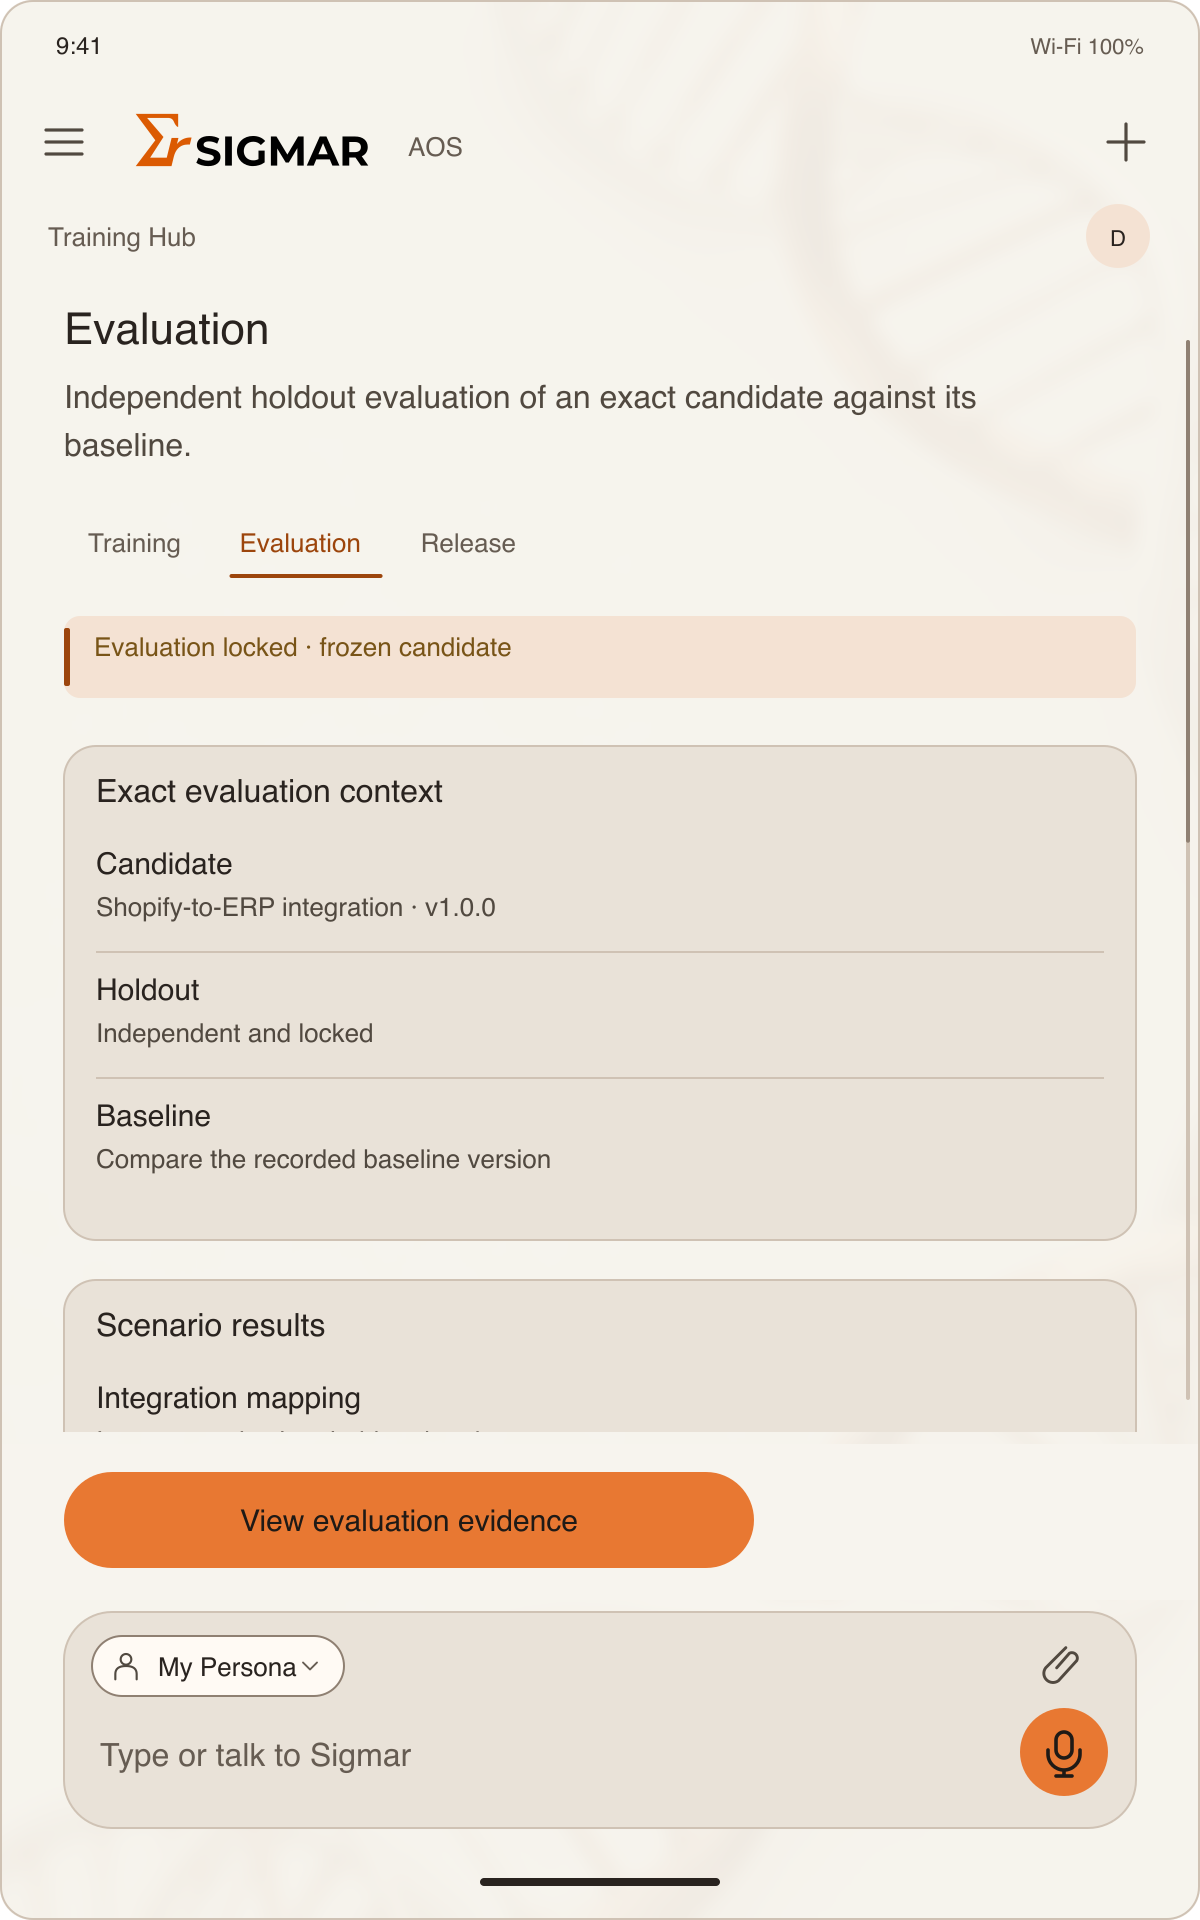 9:41
Wi-Fi 100%
Σr SIGMAR AOS
Training Hub
D
Evaluation
Independent holdout evaluation of an exact candidate against its
baseline.
Training Evaluation Release
Evaluation locked · frozen candidate
Exact evaluation context
Candidate
Shopify-to-ERP integration · v1.0.0
Holdout
Independent and locked
Baseline
Compare the recorded baseline version
Scenario results
Integration mapping
View evaluation evidence
My Persona
Type or talk to Sigmar